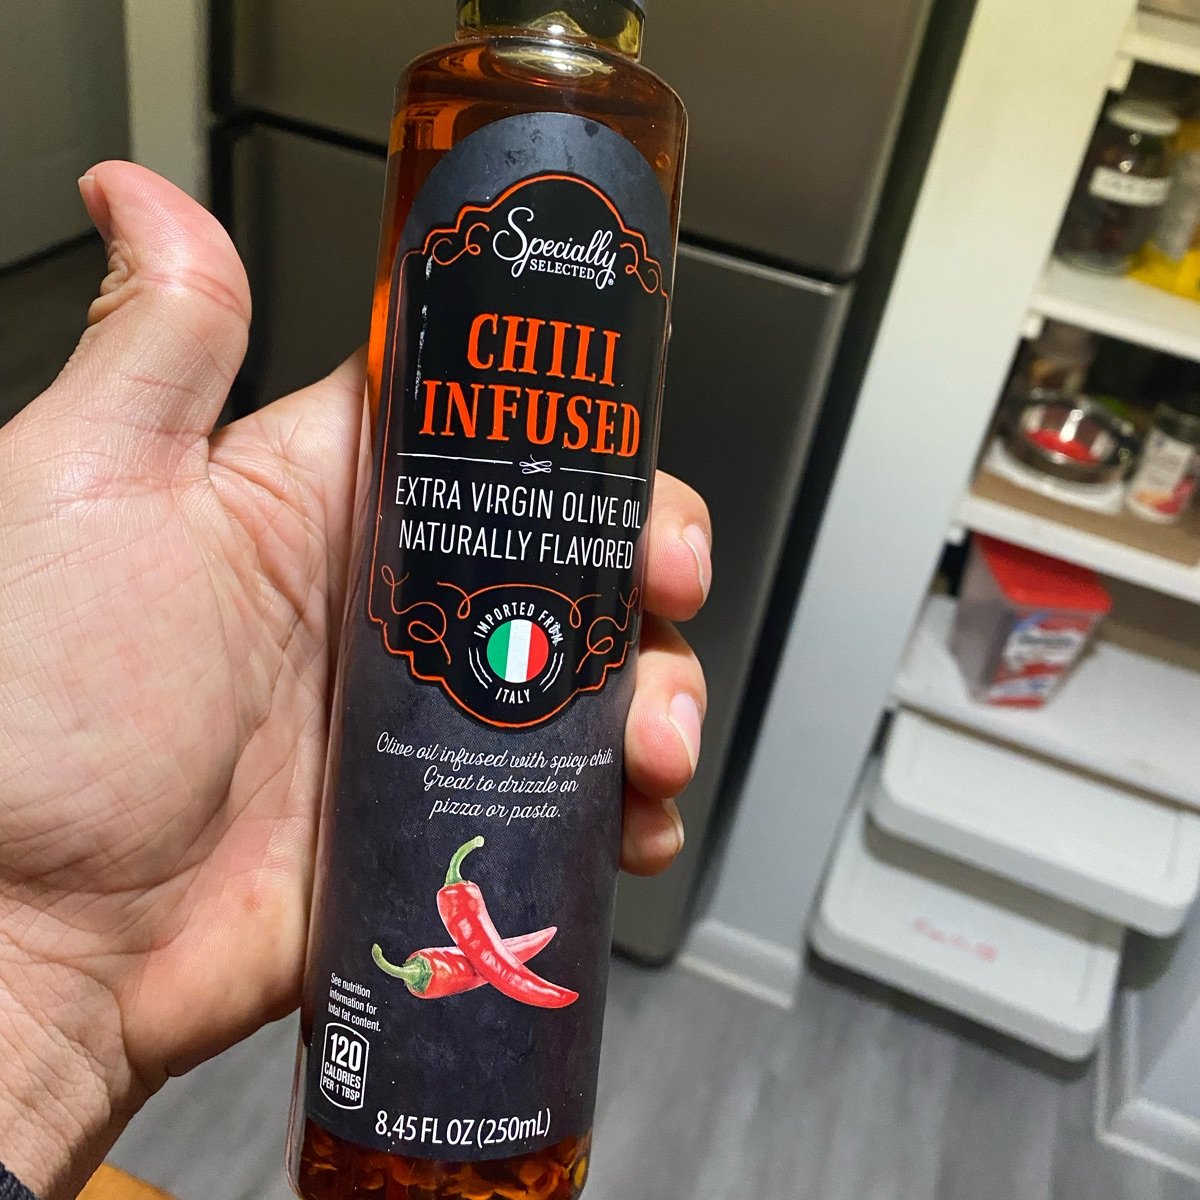 Specially
SELECTED®
CHILI
INFUSED
EXTRA VIRGIN OLIVE OIL
NATURALLY FLAVORED
IMPORTED FROM
ITALY
Olive oil infused with spicy chili.
Great to drizzle on
pizza or pasta.
See nutrition
information for
total fat content.
120
CALORIES
PER 1 TBSP
8.45 FL OZ (250mL)